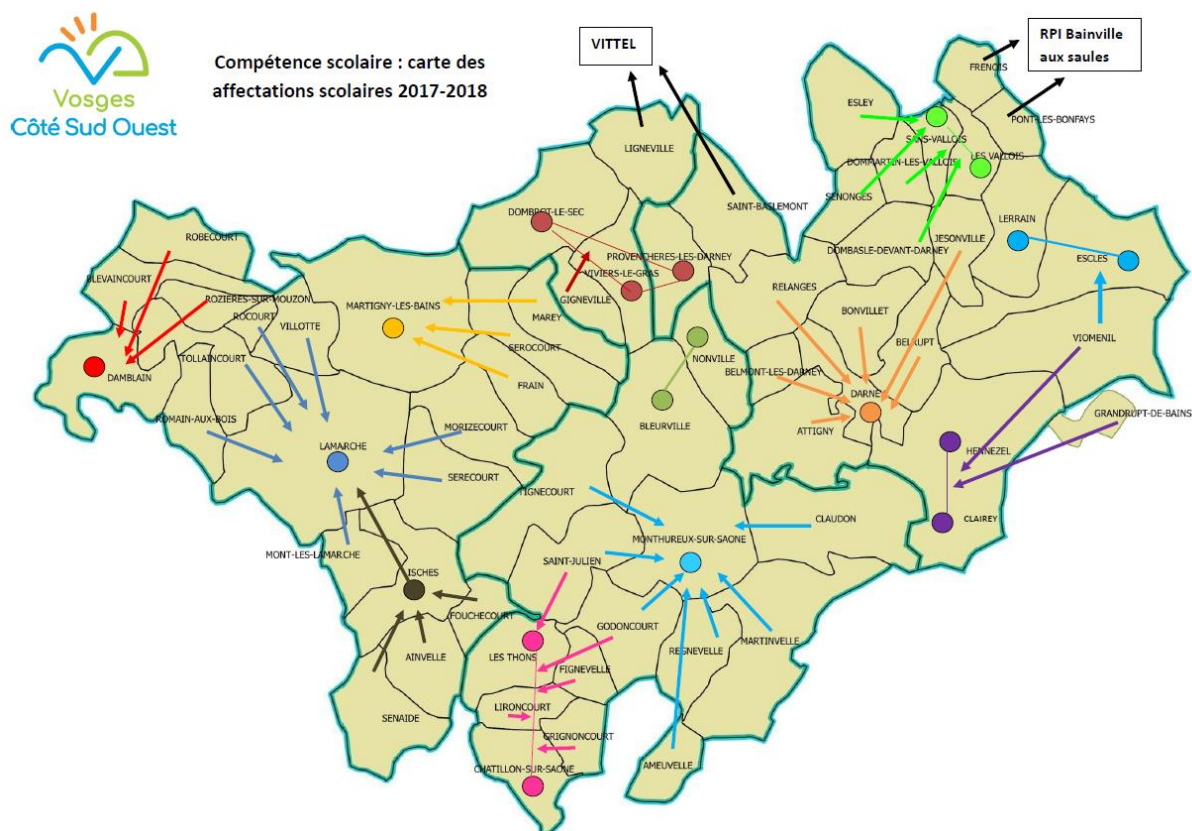 Vosges
Côté Sud Ouest
Compétence scolaire : carte des
affectations scolaires 2017-2018
VITTEL
RPI Bainville
aux saules
FRENOIS
ESLEY
PONT-LES-BONFAYS
SANS-VALLOIS
LIGNEVILLE
DOMMARTIN-LES-VALLOIS
LES VALLOIS
SENONGES
SAINT-BASLEMONT
DOMBROT-LE-SEC
LERRAIN
ROBECOURT
JESONVILLE
DOMBASLE-DEVANT-DARNEY
PROVENCHERES-LES-DARNEY
ESCLES
VIVIERS-LE-GRAS
BLEVAINCOURT
RELANGES
ROZIERES-SUR-MOUZON
MARTIGNY-LES-BAINS
GIGNEVILLE
BONVILLET
ROCOURT
MAREY
VILLOTTE
SEROCOURT
BELRUPT
VIOMENIL
TOLLAINCOURT
NONVILLE
DAMBLAIN
BELMONT-LES-DARNEY
FRAIN
DARNEY
GRANDRUPT-DE-BAINS
ROMAIN-AUX-BOIS
MORIZECOURT
BLEURVILLE
ATTIGNY
LAMARCHE
HENNEZEL
SERECOURT
TIGNECOURT
CLAUDON
CLAIREY
MONTHUREUX-SUR-SAONE
MONT-LES-LAMARCHE
SAINT-JULIEN
ISCHES
FOUCHECOURT
GODONCOURT
MARTINVELLE
REGNEVELLE
AINVELLE
LES THONS
FIGNEVELLE
LIRONCOURT
SENAIDE
GRIGNONCOURT
AMEUVELLE
CHATILLON-SUR-SAONE